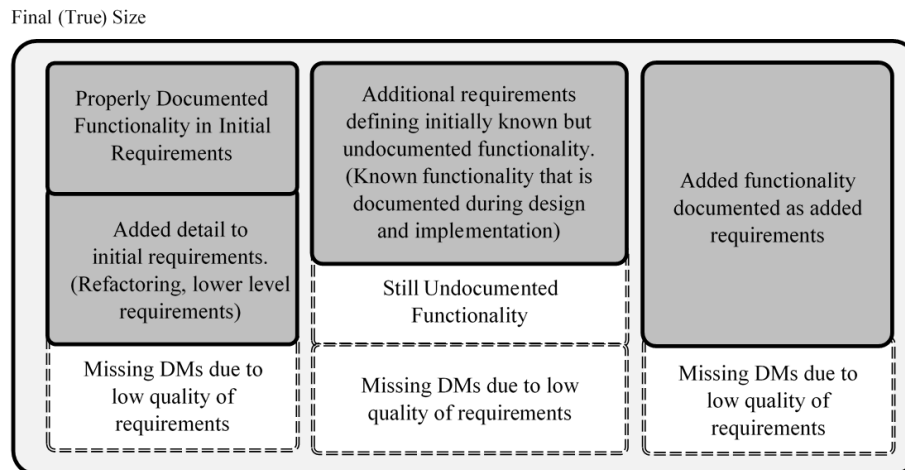 Final (True) Size
Properly Documented
Functionality in Initial
Requirements
Added detail to
initial requirements.
(Refactoring, lower level
requirements)
Missing DMs due to
low quality of
requirements
Additional requirements
defining initially known but
undocumented functionality.
(Known functionality that is
documented during design
and implementation)
Still Undocumented
Functionality
Missing DMs due to low
quality of requirements
Added functionality
documented as added
requirements
Missing DMs due to
low quality of
requirements